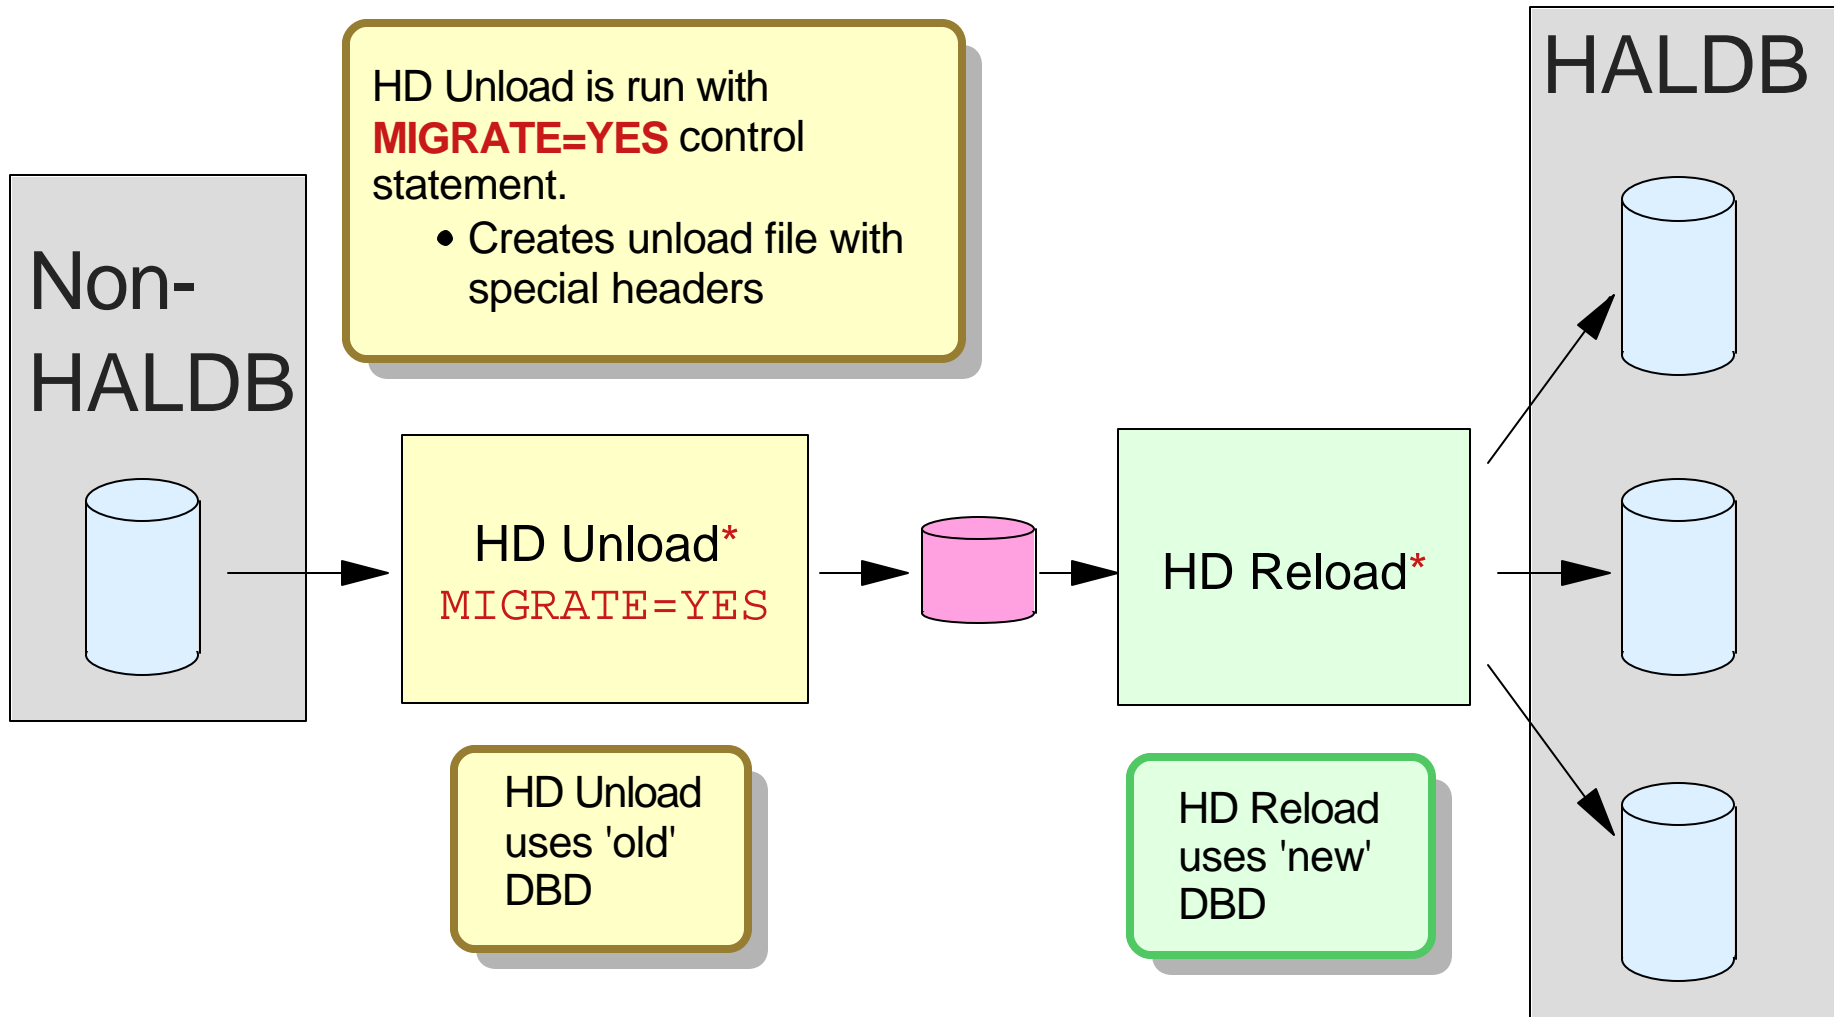 HD Unload is run with
MIGRATE=YES control
statement.
• Creates unload file with
special headers
HALDB
Non-
HALDB
HD Unload*
MIGRATE=YES
HD Reload*
HD Unload
uses 'old'
DBD
HD Reload
uses 'new'
DBD